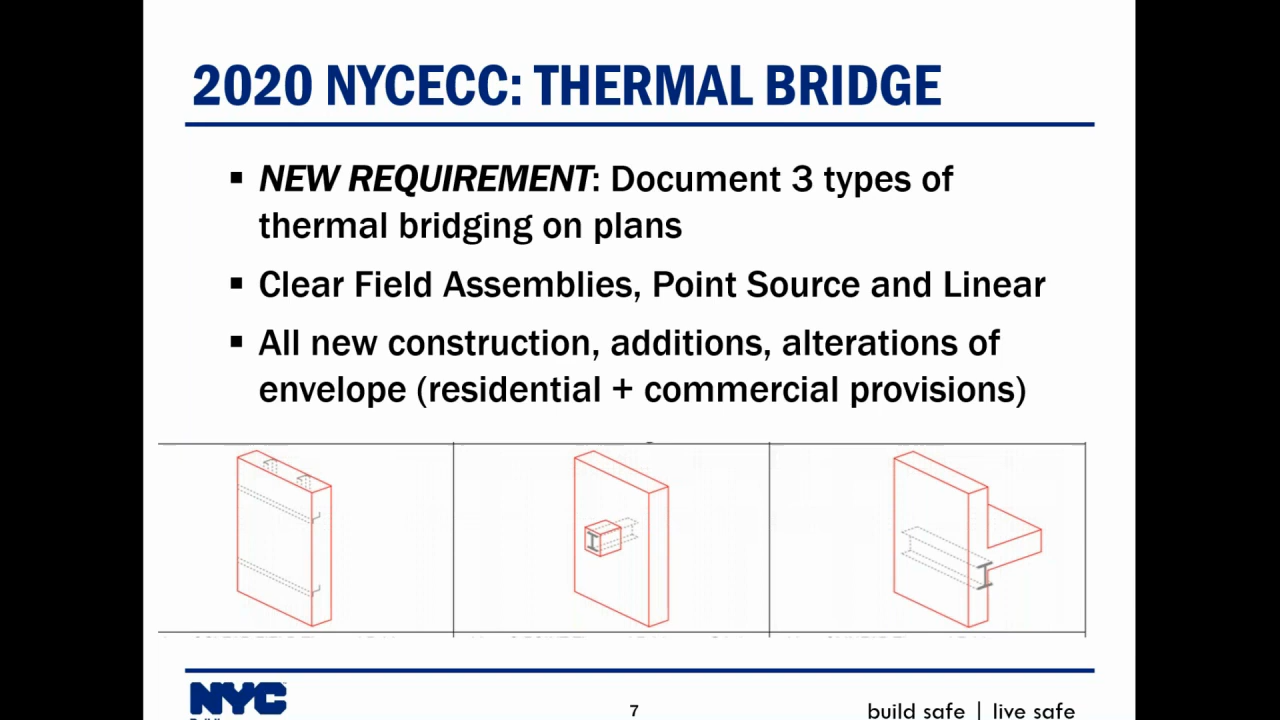 2020 NYCECC: THERMAL BRIDGE
▪ NEW REQUIREMENT: Document 3 types of
thermal bridging on plans
▪ Clear Field Assemblies, Point Source and Linear
▪ All new construction, additions, alterations of
envelope (residential + commercial provisions)
NYC
7
build safe | live safe